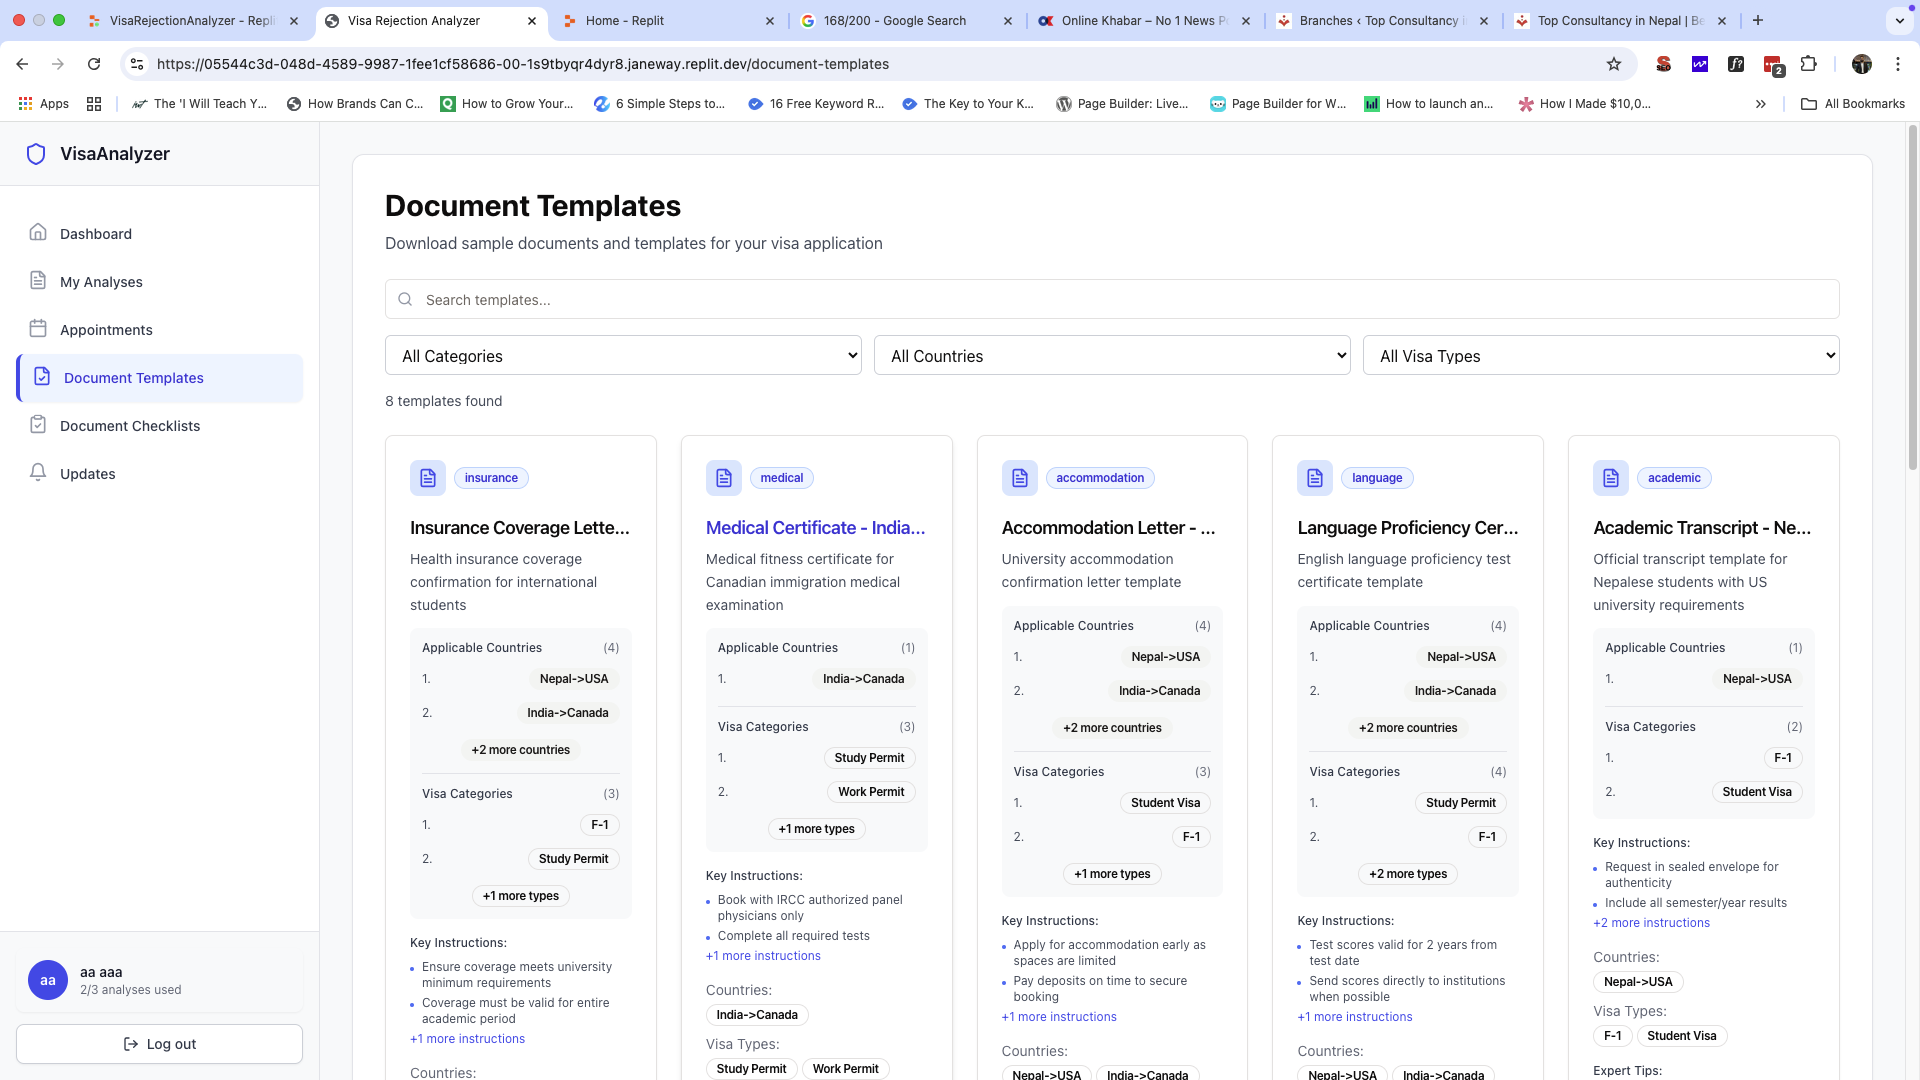 VisaRejectionAnalyzer - Repli
Visa Rejection Analyzer
Home - Replit
168/200 - Google Search
Online Khabar – No 1 News P
Branches ‹ Top Consultancy i
Top Consultancy in Nepal | Be
https://05544c3d-048d-4589-9987-1fee1cf58686-00-1s9tbyqr4dyr8.janeway.replit.dev/document-templates
2
Apps
The 'I Will Teach Y...
How Brands Can C...
How to Grow Your...
6 Simple Steps to...
16 Free Keyword R...
The Key to Your K...
Page Builder: Live...
Page Builder for W...
How to launch an...
How I Made $10,0...
All Bookmarks
VisaAnalyzer
Dashboard
My Analyses
Appointments
Document Templates
Document Checklists
Updates
aa
aa aaa
2/3 analyses used
Log out
Document Templates
Download sample documents and templates for your visa application
Search templates...
All Categories
All Countries
All Visa Types
8 templates found
insurance
Insurance Coverage Lette...
Health insurance coverage
confirmation for international
students
Applicable Countries (4)
1. Nepal->USA
2. India->Canada
+2 more countries
Visa Categories (3)
1. F-1
2. Study Permit
+1 more types
Key Instructions:
• Ensure coverage meets university
minimum requirements
• Coverage must be valid for entire
academic period
+1 more instructions
Countries:
medical
Medical Certificate - India...
Medical fitness certificate for
Canadian immigration medical
examination
Applicable Countries (1)
1. India->Canada
Visa Categories (3)
1. Study Permit
2. Work Permit
+1 more types
Key Instructions:
• Book with IRCC authorized panel
physicians only
• Complete all required tests
+1 more instructions
Countries:
India->Canada
Visa Types:
Study Permit Work Permit
accommodation
Accommodation Letter - ...
University accommodation
confirmation letter template
Applicable Countries (4)
1. Nepal->USA
2. India->Canada
+2 more countries
Visa Categories (3)
1. Student Visa
2. F-1
+1 more types
Key Instructions:
• Apply for accommodation early as
spaces are limited
• Pay deposits on time to secure
booking
+1 more instructions
Countries:
Nepal->USA India->Canada
language
Language Proficiency Cer...
English language proficiency test
certificate template
Applicable Countries (4)
1. Nepal->USA
2. India->Canada
+2 more countries
Visa Categories (4)
1. Study Permit
2. F-1
+2 more types
Key Instructions:
• Test scores valid for 2 years from
test date
• Send scores directly to institutions
when possible
+1 more instructions
Countries:
Nepal->USA India->Canada
academic
Academic Transcript - Ne...
Official transcript template for
Nepalese students with US
university requirements
Applicable Countries (1)
1. Nepal->USA
Visa Categories (2)
1. F-1
2. Student Visa
Key Instructions:
• Request in sealed envelope for
authenticity
• Include all semester/year results
+2 more instructions
Countries:
Nepal->USA
Visa Types:
F-1 Student Visa
Expert Tips: